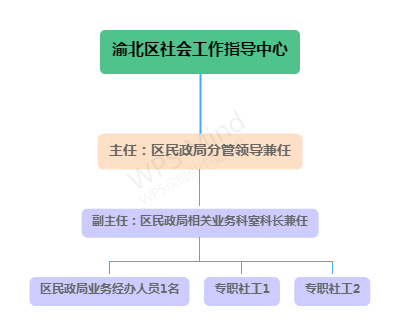 渝北区社会工作指导中心
主任：区民政局分管领导兼任
副主任：区民政局相关业务科室科长兼任
区民政局业务经办人员1名
专职社工1
专职社工2
WPS Mind